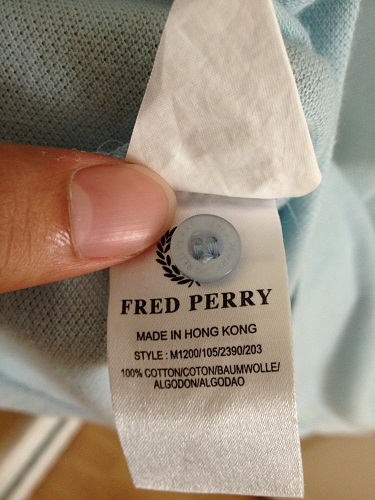 FRED PERRY
MADE IN HONG KONG
STYLE : M1200/105/2390/203
100% COTTON/COTON/BAUMWOLLE/
ALGODON/ALGODAO